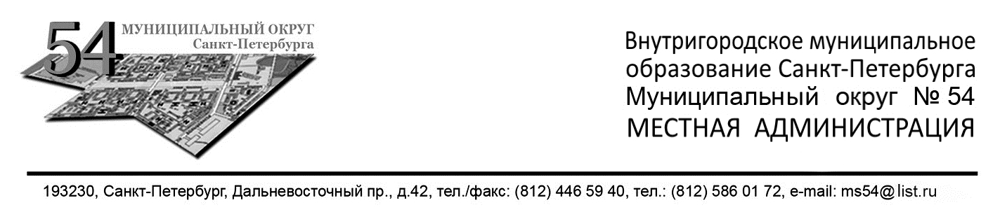 54 МУНИЦИПАЛЬНЫЙ ОКРУГ
Санкт-Петербурга
Внутригородское муниципальное
образование Санкт-Петербурга
Муниципальный округ № 54
МЕСТНАЯ АДМИНИСТРАЦИЯ
193230, Санкт-Петербург, Дальневосточный пр., д.42, тел./факс: (812) 446 59 40, тел.: (812) 586 01 72, e-mail: ms54@list.ru